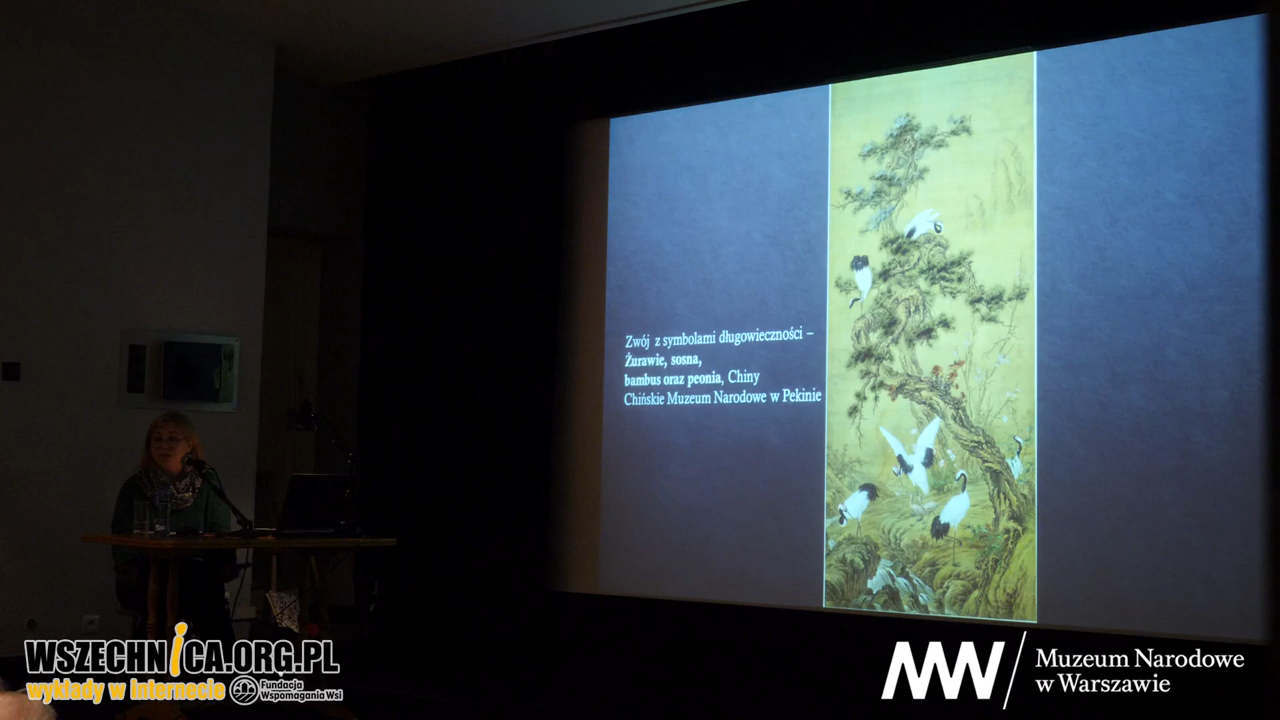 Zwój z symbolami długowieczności –
Żurawie, sosna,
bambus oraz peonia, Chiny
Chińskie Muzeum Narodowe w Pekinie
WSZECHNICA.ORG.PL
wykłady w internecie
Fundacja
Wspomagania Wsi
Muzeum Narodowe
w Warszawie